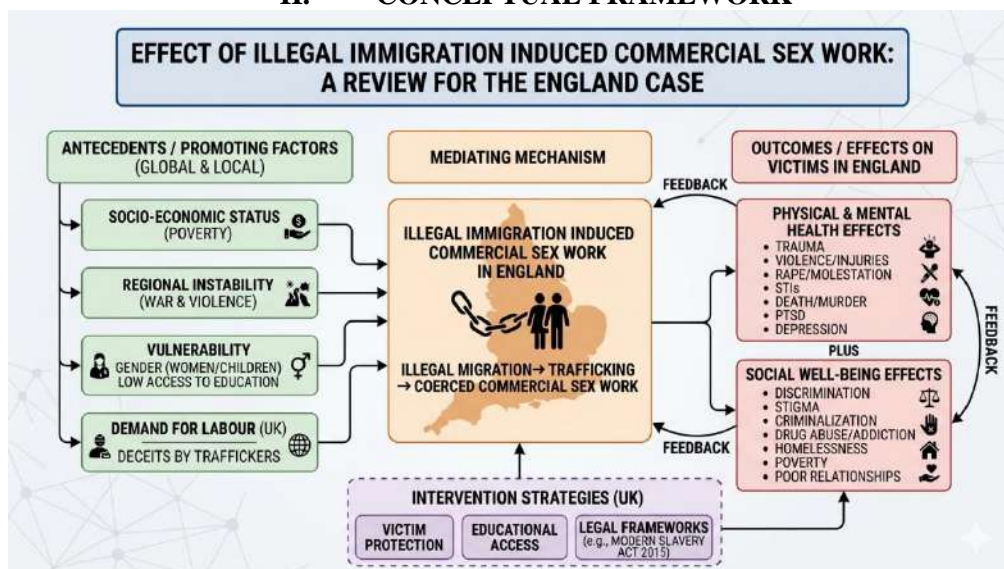 II. CONCEPTUAL FRAMEWORK
EFFECT OF ILLEGAL IMMIGRATION INDUCED COMMERCIAL SEX WORK:
A REVIEW FOR THE ENGLAND CASE
ANTECEDENTS / PROMOTING FACTORS
(GLOBAL & LOCAL)
SOCIO-ECONOMIC STATUS
(POVERTY)
REGIONAL INSTABILITY
(WAR & VIOLENCE)
VULNERABILITY
GENDER (WOMEN/CHILDREN)
LOW ACCESS TO EDUCATION
DEMAND FOR LABOUR (UK)
DECEITS BY TRAFFICKERS
MEDIATING MECHANISM
ILLEGAL IMMIGRATION INDUCED
COMMERCIAL SEX WORK
IN ENGLAND
ILLEGAL MIGRATION→ TRAFFICKING
→ COERCED COMMERCIAL SEX WORK
OUTCOMES / EFFECTS ON
VICTIMS IN ENGLAND
FEEDBACK
PHYSICAL & MENTAL
HEALTH EFFECTS
• TRAUMA
• VIOLENCE/INJURIES
• RAPE/MOLESTATION
• STIs
• DEATH/MURDER
• PTSD
• DEPRESSION
PLUS
FEEDBACK
SOCIAL WELL-BEING EFFECTS
• DISCRIMINATION
• STIGMA
• CRIMINALIZATION
• DRUG ABUSE/ADDICTION
• HOMELESSNESS
• POVERTY
• POOR RELATIONSHIPS
FEEDBACK
INTERVENTION STRATEGIES (UK)
VICTIM
PROTECTION
EDUCATIONAL
ACCESS
LEGAL FRAMEWORKS
(e.g., MODERN SLAVERY
ACT 2015)